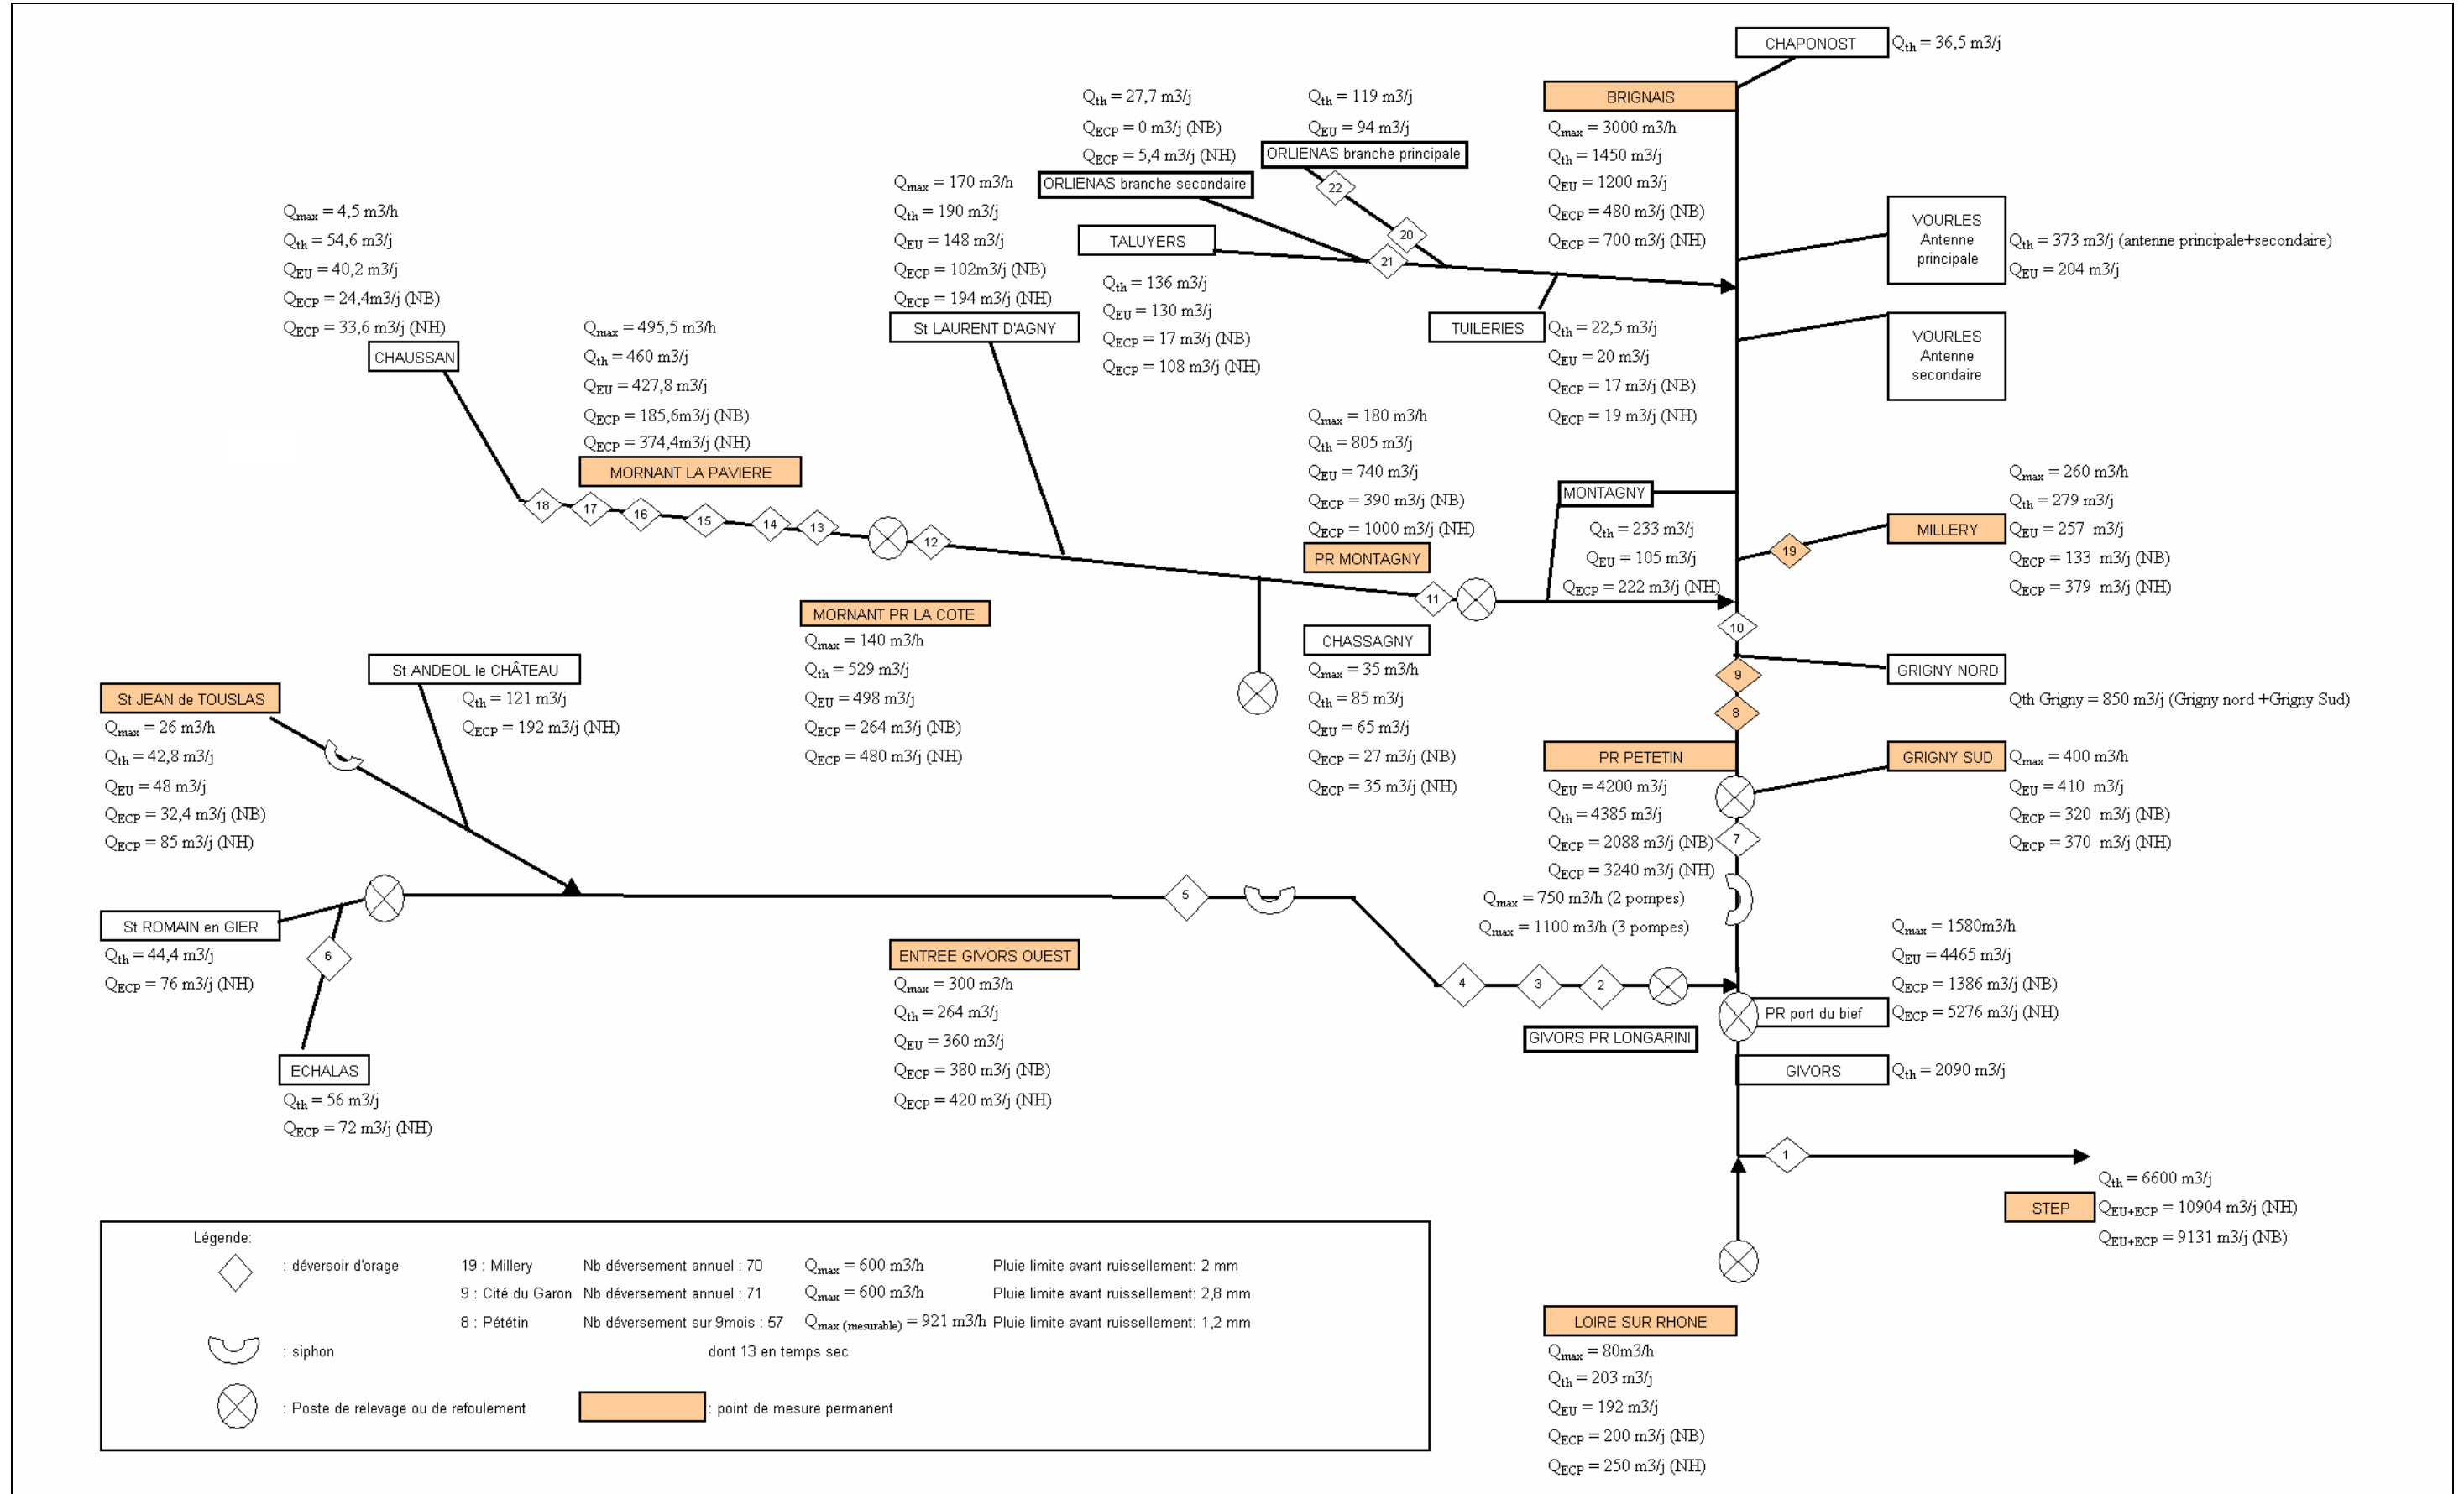 CHAPONOST
Qth = 36,5 m3/j
BRIGNAIS
Qmax = 3000 m3/h
Qth = 1450 m3/j
QEU = 1200 m3/j
QECP = 480 m3/j (NB)
QECP = 700 m3/j (NH)
Qth = 27,7 m3/j
QECP = 0 m3/j (NB)
QECP = 5,4 m3/j (NH)
ORLIENAS branche secondaire
Qth = 119 m3/j
QEU = 94 m3/j
ORLIENAS branche principale
22
20
21
TALUYERS
Qth = 136 m3/j
QEU = 130 m3/j
QECP = 17 m3/j (NB)
QECP = 108 m3/j (NH)
TUILERIES
Qth = 22,5 m3/j
QEU = 20 m3/j
QECP = 17 m3/j (NB)
QECP = 19 m3/j (NH)
VOURLES
Antenne
principale
Qth = 373 m3/j (antenne principale+secondaire)
QEU = 204 m3/j
VOURLES
Antenne
secondaire
Qmax = 4,5 m3/h
Qth = 54,6 m3/j
QEU = 40,2 m3/j
QECP = 24,4m3/j (NB)
QECP = 33,6 m3/j (NH)
CHAUSSAN
Qmax = 495,5 m3/h
Qth = 460 m3/j
QEU = 427,8 m3/j
QECP = 185,6m3/j (NB)
QECP = 374,4m3/j (NH)
MORNANT LA PAVIERE
Qmax = 170 m3/h
Qth = 190 m3/j
QEU = 148 m3/j
QECP = 102m3/j (NB)
QECP = 194 m3/j (NH)
St LAURENT D'AGNY
18
17
16
15
14
13
12
Qmax = 180 m3/h
Qth = 805 m3/j
QEU = 740 m3/j
QECP = 390 m3/j (NB)
QECP = 1000 m3/j (NH)
PR MONTAGNY
11
MONTAGNY
Qth = 233 m3/j
QEU = 105 m3/j
QECP = 222 m3/j (NH)
19
MILLERY
Qmax = 260 m3/h
Qth = 279 m3/j
QEU = 257 m3/j
QECP = 133 m3/j (NB)
QECP = 379 m3/j (NH)
MORNANT PR LA COTE
Qmax = 140 m3/h
Qth = 529 m3/j
QEU = 498 m3/j
QECP = 264 m3/j (NB)
QECP = 480 m3/j (NH)
CHASSAGNY
Qmax = 35 m3/h
Qth = 85 m3/j
QEU = 65 m3/j
QECP = 27 m3/j (NB)
QECP = 35 m3/j (NH)
10
9
8
GRIGNY NORD
Qth Grigny = 850 m3/j (Grigny nord +Grigny Sud)
St JEAN de TOUSLAS
Qmax = 26 m3/h
Qth = 42,8 m3/j
QEU = 48 m3/j
QECP = 32,4 m3/j (NB)
QECP = 85 m3/j (NH)
St ANDEOL le CHÂTEAU
Qth = 121 m3/j
QECP = 192 m3/j (NH)
PR PETETIN
QEU = 4200 m3/j
Qth = 4385 m3/j
QECP = 2088 m3/j (NB)
QECP = 3240 m3/j (NH)
Qmax = 750 m3/h (2 pompes)
Qmax = 1100 m3/h (3 pompes)
7
GRIGNY SUD
Qmax = 400 m3/h
QEU = 410 m3/j
QECP = 320 m3/j (NB)
QECP = 370 m3/j (NH)
St ROMAIN en GIER
Qth = 44,4 m3/j
QECP = 76 m3/j (NH)
6
ECHALAS
Qth = 56 m3/j
QECP = 72 m3/j (NH)
5
ENTREE GIVORS OUEST
Qmax = 300 m3/h
Qth = 264 m3/j
QEU = 360 m3/j
QECP = 380 m3/j (NB)
QECP = 420 m3/j (NH)
4
3
2
GIVORS PR LONGARINI
PR port du bief
Qmax = 1580m3/h
QEU = 4465 m3/j
QECP = 1386 m3/j (NB)
QECP = 5276 m3/j (NH)
GIVORS
Qth = 2090 m3/j
1
STEP
Qth = 6600 m3/j
QEU+ECP = 10904 m3/j (NH)
QEU+ECP = 9131 m3/j (NB)
LOIRE SUR RHONE
Qmax = 80m3/h
Qth = 203 m3/j
QEU = 192 m3/j
QECP = 200 m3/j (NB)
QECP = 250 m3/j (NH)
Légende:
: déversoir d'orage
19 : Millery Nb déversement annuel : 70 Qmax = 600 m3/h Pluie limite avant ruissellement: 2 mm
9 : Cité du Garon Nb déversement annuel : 71 Qmax = 600 m3/h Pluie limite avant ruissellement: 2,8 mm
8 : Pététin Nb déversement sur 9mois : 57 Qmax (mesurable) = 921 m3/h Pluie limite avant ruissellement: 1,2 mm
: siphon
dont 13 en temps sec
: Poste de relevage ou de refoulement
: point de mesure permanent